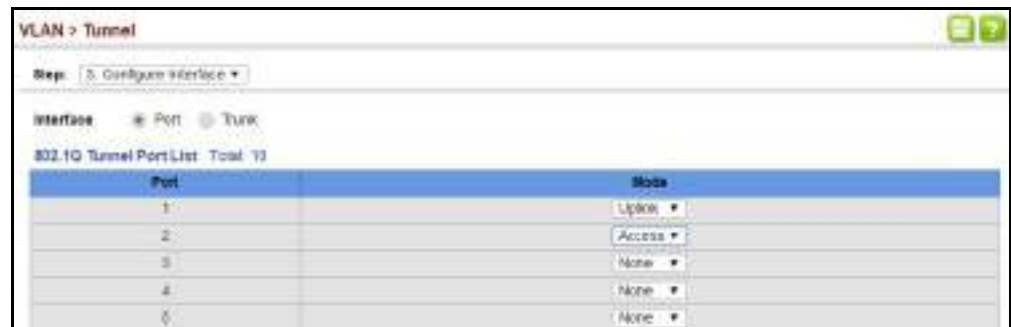 VLAN > Tunnel
?
Step: 3. Configure Interface
Interface Port Trunk
802.1Q Tunnel Port List Total: 10
Port Mode
1 Uplink
2 Access
3 None
4 None
5 None